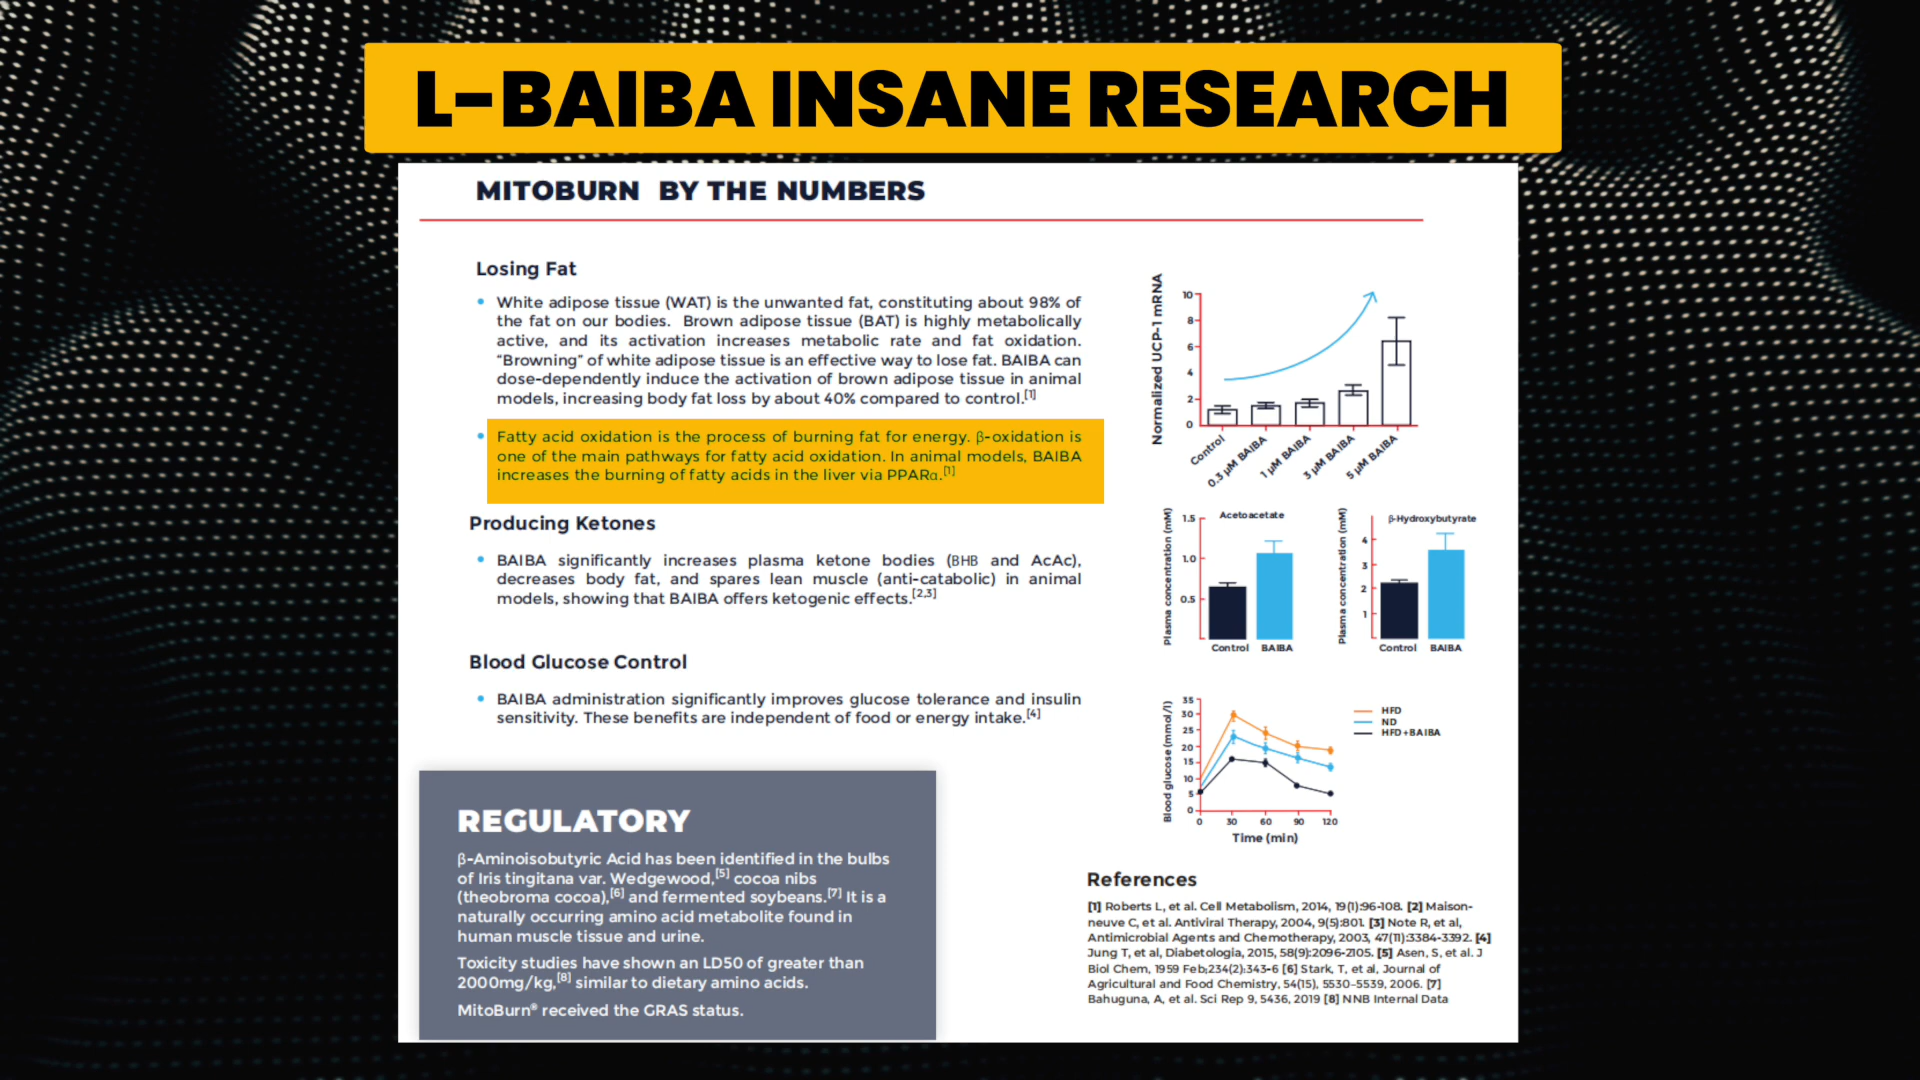 L-BAIBA INSANE RESEARCH
MITOBURN BY THE NUMBERS
Losing Fat
• White adipose tissue (WAT) is the unwanted fat, constituting about 98% of
the fat on our bodies. Brown adipose tissue (BAT) is highly metabolically
active, and its activation increases metabolic rate and fat oxidation.
“Browning” of white adipose tissue is an effective way to lose fat. BAIBA can
dose-dependently induce the activation of brown adipose tissue in animal
models, increasing body fat loss by about 40% compared to control.[1]
• Fatty acid oxidation is the process of burning fat for energy. β-oxidation is
one of the main pathways for fatty acid oxidation. In animal models, BAIBA
increases the burning of fatty acids in the liver via PPARα.[1]
Producing Ketones
• BAIBA significantly increases plasma ketone bodies (BHB and AcAc),
decreases body fat, and spares lean muscle (anti-catabolic) in animal
models, showing that BAIBA offers ketogenic effects.[2,3]
Blood Glucose Control
• BAIBA administration significantly improves glucose tolerance and insulin
sensitivity. These benefits are independent of food or energy intake.[4]
REGULATORY
β-Aminoisobutyric Acid has been identified in the bulbs
of Iris tingitana var. Wedgewood,[5] cocoa nibs
(theobroma cocoa),[6] and fermented soybeans.[7] It is a
naturally occurring amino acid metabolite found in
human muscle tissue and urine.
Toxicity studies have shown an LD50 of greater than
2000mg/kg,[8] similar to dietary amino acids.
MitoBurn® received the GRAS status.
Normalized UCP-1 mRNA
10
8
6
4
2
0
Control
0.3 µM BAIBA
1 µM BAIBA
3 µM BAIBA
5 µM BAIBA
Plasma concentration (mM)
Acetoacetate
1.5
1.0
0.5
Control BAIBA
Plasma concentration (mM)
β-Hydroxybutyrate
4
3
2
1
Control BAIBA
Blood glucose (mmol/l)
35
30
25
20
15
10
5
0
0 30 60 90 120
Time (min)
HFD
ND
HFD+BAIBA
References
[1] Roberts L, et al. Cell Metabolism, 2014, 19(1):96-108. [2] Maison-
neuve C, et al. Antiviral Therapy, 2004, 9(5):801. [3] Note R, et al,
Antimicrobial Agents and Chemotherapy, 2003, 47(11):3384-3392. [4]
Jung T, et al, Diabetologia, 2015, 58(9):2096-2105. [5] Asen, S, et al. J
Biol Chem, 1959 Feb;234(2):343-6 [6] Stark, T, et al, Journal of
Agricultural and Food Chemistry, 54(15), 5530-5539, 2006. [7]
Bahuguna, A, et al. Sci Rep 9, 5436, 2019 [8] NNB Internal Data